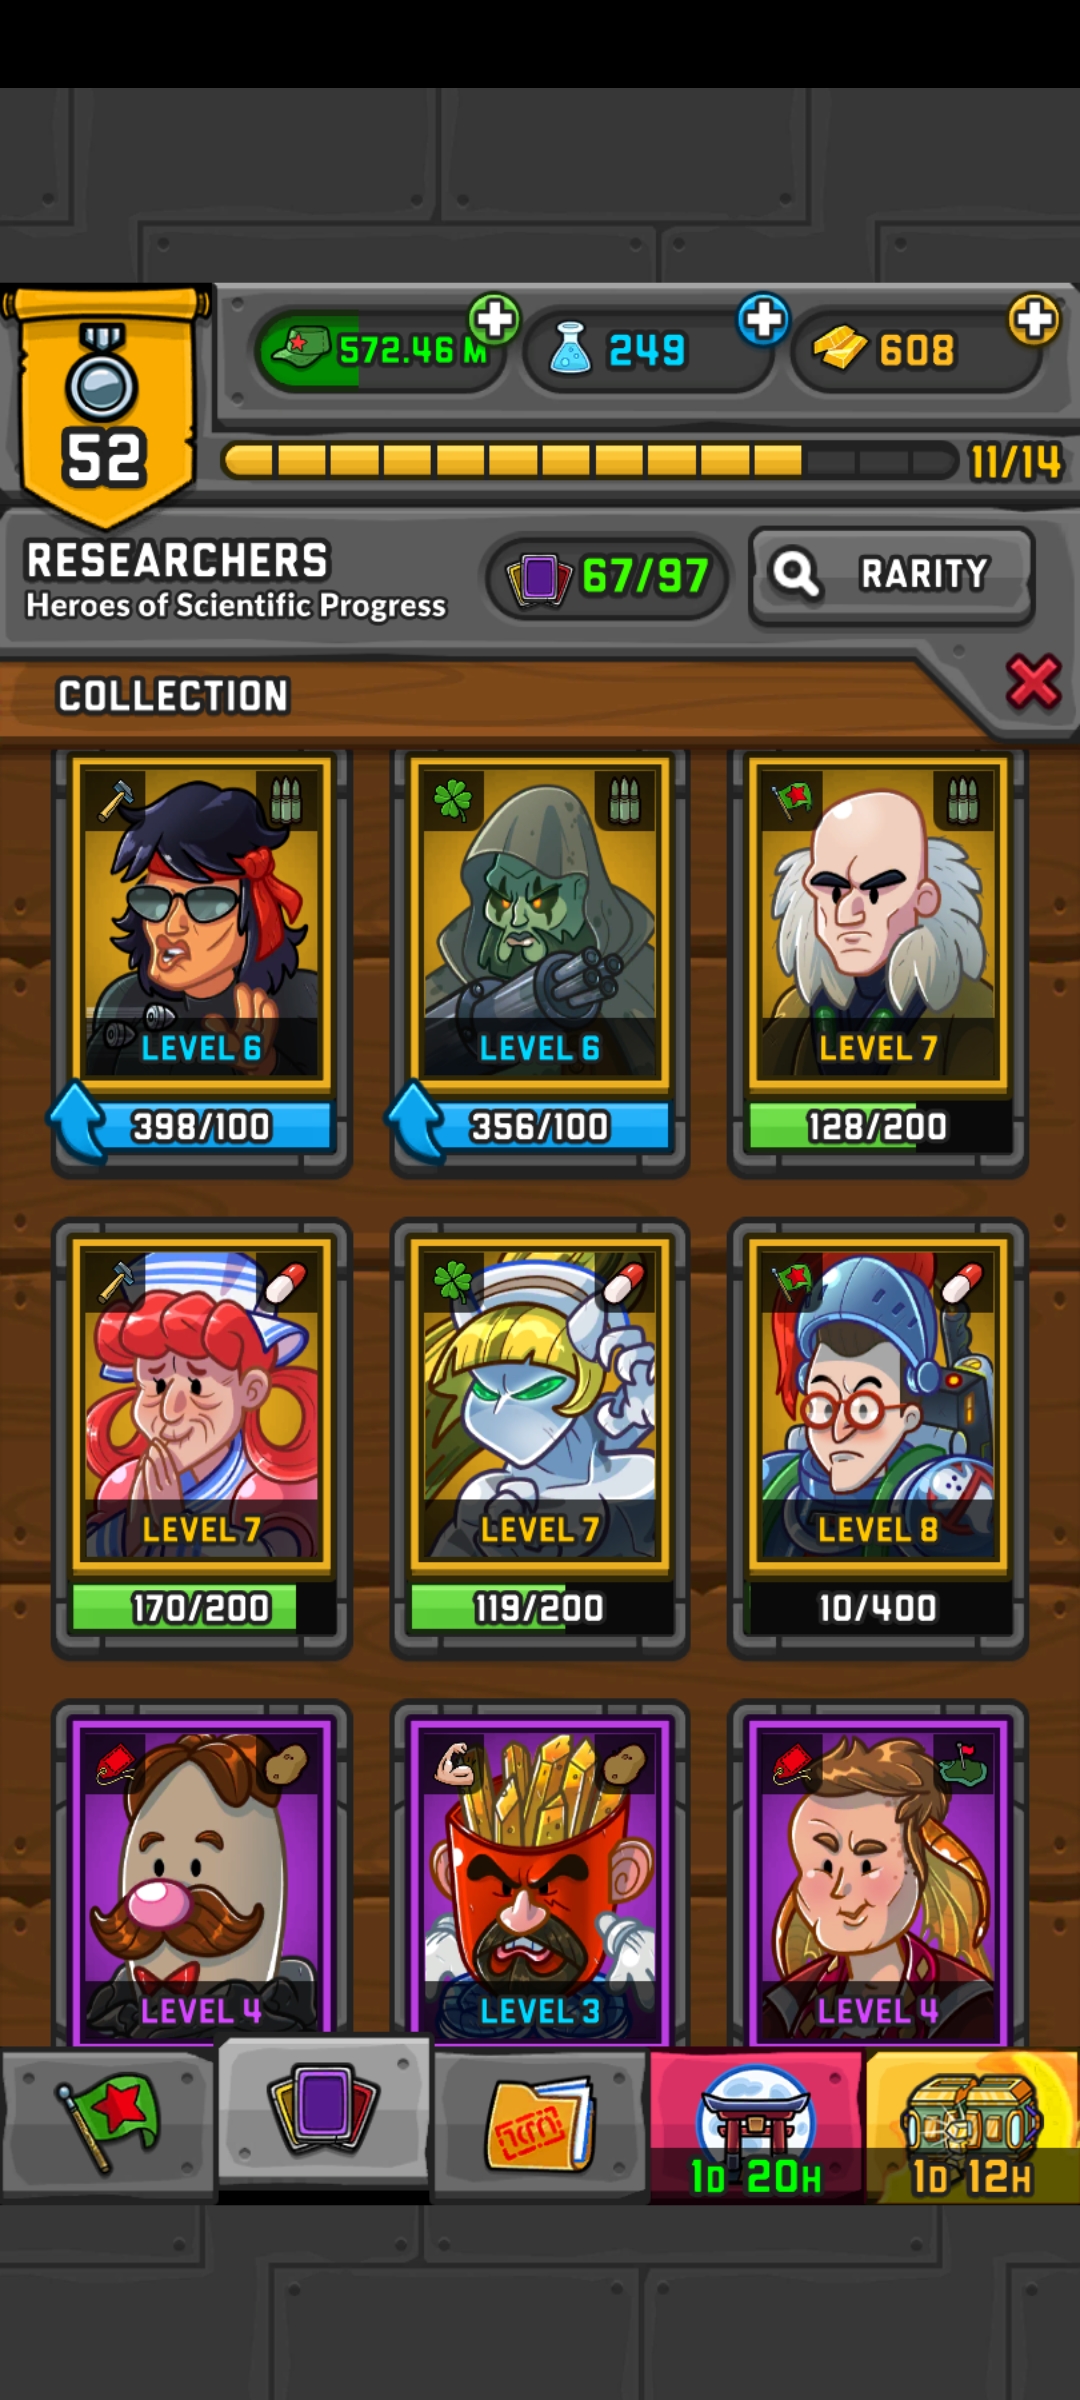 572.46 M
249
608
52
11/14
RESEARCHERS
Heroes of Scientific Progress
67/97
RARITY
COLLECTION
LEVEL 6
LEVEL 6
LEVEL 7
398/100
356/100
128/200
LEVEL 7
LEVEL 7
LEVEL 8
170/200
119/200
10/400
LEVEL 4
LEVEL 3
LEVEL 4
1D 20H
1D 12H